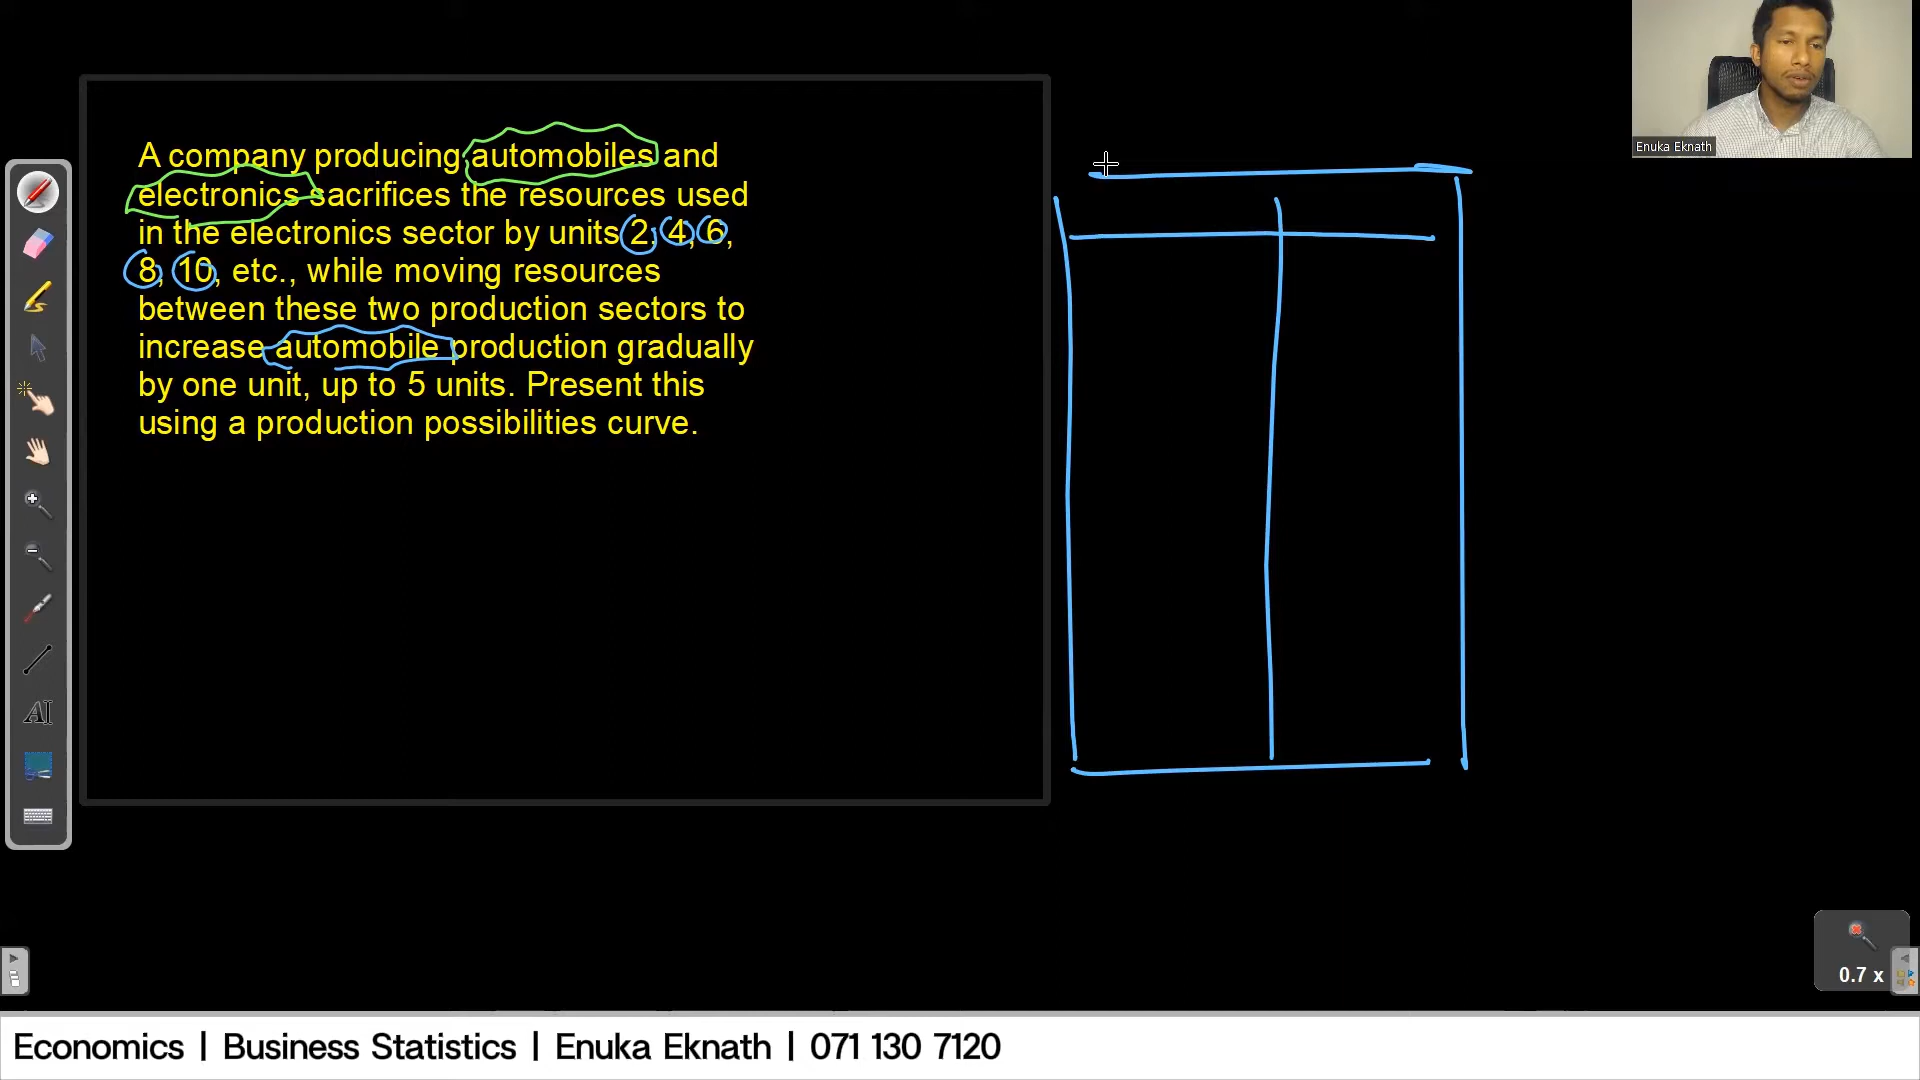 Enuka Eknath
A company producing automobiles and
electronics sacrifices the resources used
in the electronics sector by units 2, 4, 6,
8, 10, etc., while moving resources
between these two production sectors to
increase automobile production gradually
by one unit, up to 5 units. Present this
using a production possibilities curve.
AI
0.7 x
Economics | Business Statistics | Enuka Eknath | 071 130 7120